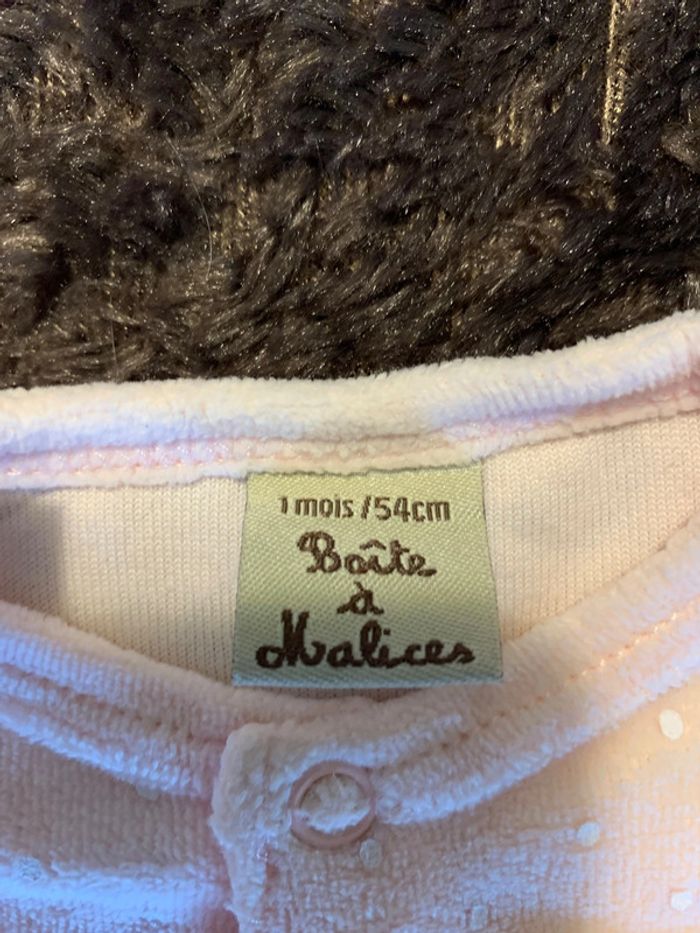 1 mois / 54cm
Boîte
à
Malices